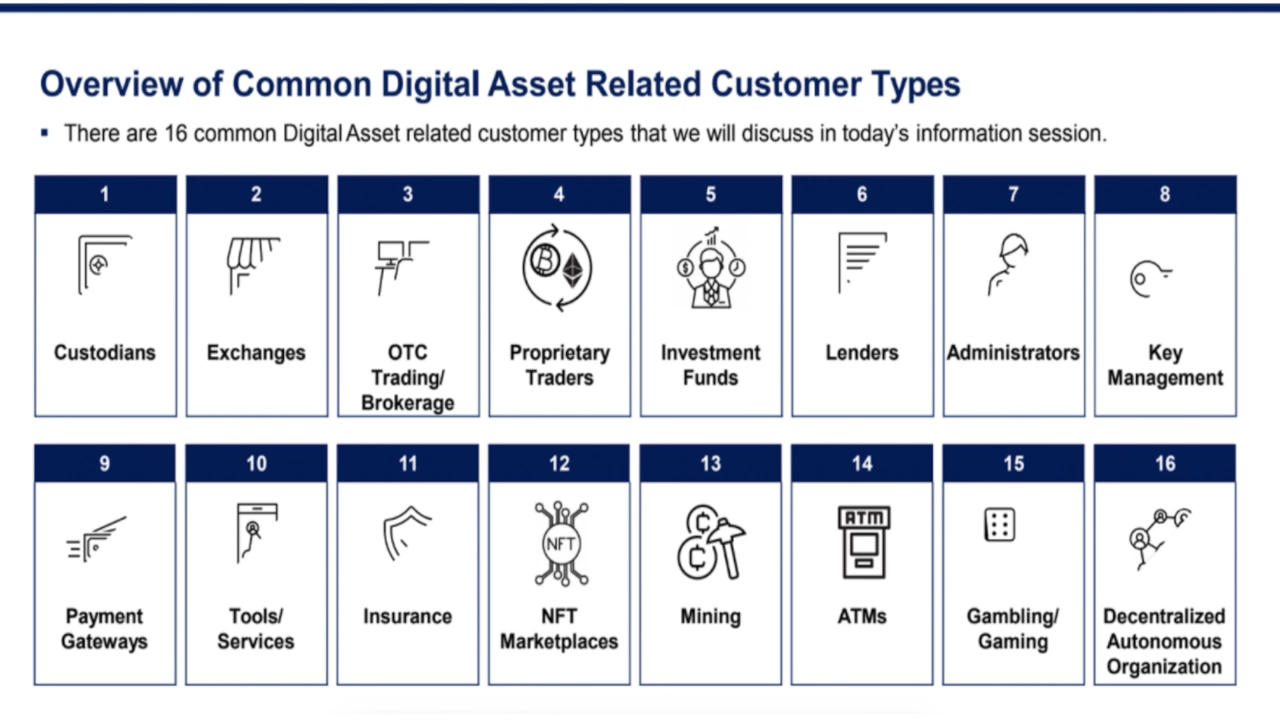 Overview of Common Digital Asset Related Customer Types
▪ There are 16 common Digital Asset related customer types that we will discuss in today's information session.
1
2
3
4
5
6
7
8
Custodians
Exchanges
OTC
Trading/
Brokerage
Proprietary
Traders
Investment
Funds
Lenders
Administrators
Key
Management
9
10
11
12
13
14
15
16
NFT
ATM
Payment
Gateways
Tools/
Services
Insurance
NFT
Marketplaces
Mining
ATMs
Gambling/
Gaming
Decentralized
Autonomous
Organization